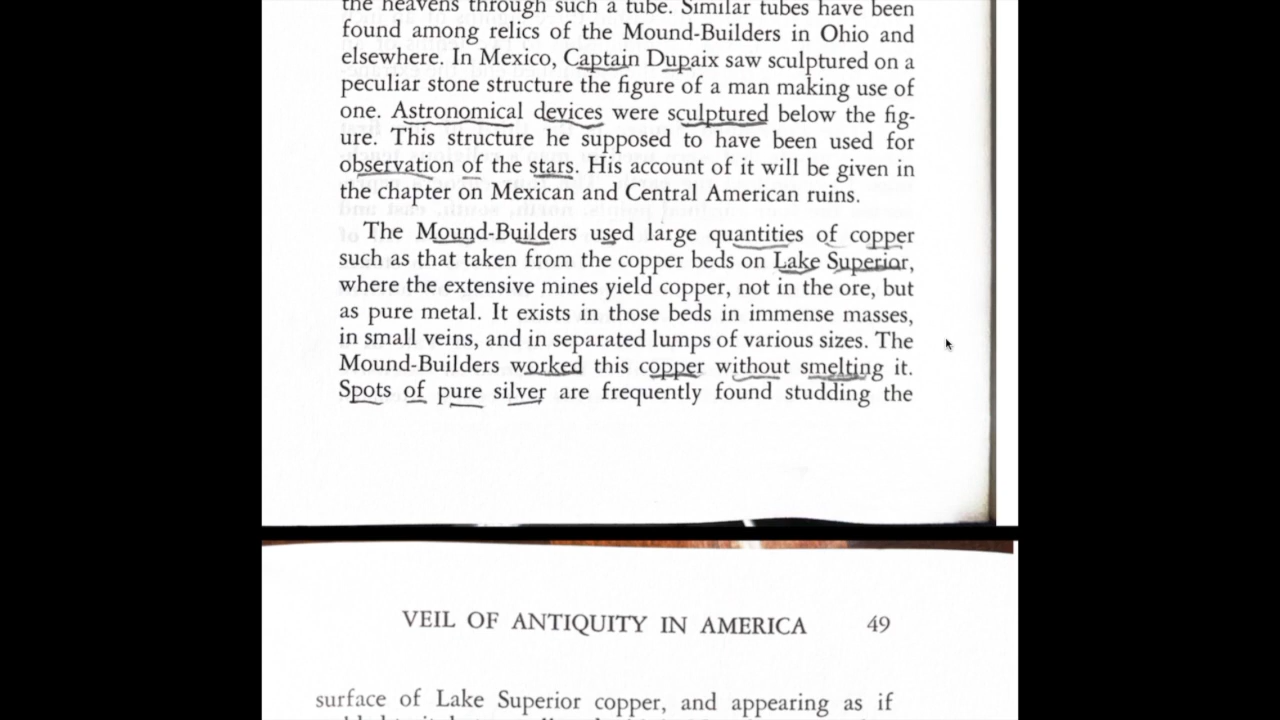 the heavens through such a tube. Similar tubes have been
found among relics of the Mound-Builders in Ohio and
elsewhere. In Mexico, Captain Dupaix saw sculptured on a
peculiar stone structure the figure of a man making use of
one. Astronomical devices were sculptured below the fig-
ure. This structure he supposed to have been used for
observation of the stars. His account of it will be given in
the chapter on Mexican and Central American ruins.
The Mound-Builders used large quantities of copper
such as that taken from the copper beds on Lake Superior,
where the extensive mines yield copper, not in the ore, but
as pure metal. It exists in those beds in immense masses,
in small veins, and in separated lumps of various sizes. The
Mound-Builders worked this copper without smelting it.
Spots of pure silver are frequently found studding the
VEIL OF ANTIQUITY IN AMERICA 49
surface of Lake Superior copper, and appearing as if